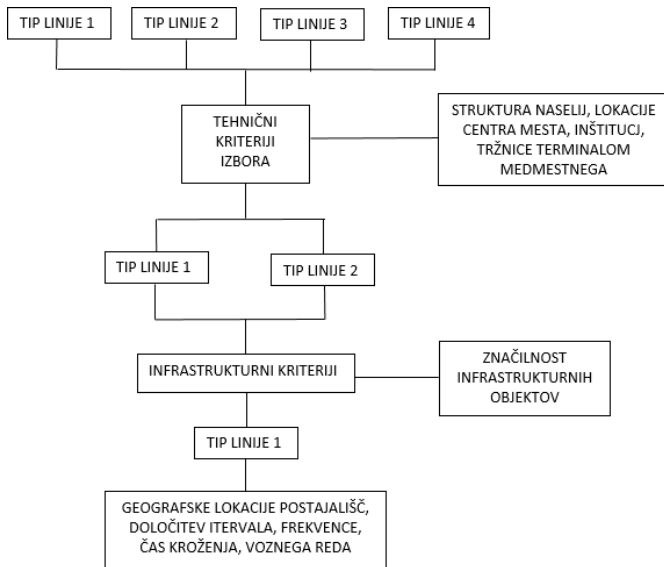 TIP LINIJE 1
TIP LINIJE 2
TIP LINIJE 3
TIP LINIJE 4
TEHNIČNI
KRITERIJI
IZBORA
STRUKTURA NASELIJ, LOKACIJE
CENTRA MESTA, INŠTITUCJ,
TRŽNICE TERMINALOM
MEDMESTNEGA
TIP LINIJE 1
TIP LINIJE 2
INFRASTRUKTURNI KRITERIJI
ZNAČILNOST
INFRASTRUKTURNIH
OBJEKTOV
TIP LINIJE 1
GEOGRAFSKE LOKACIJE POSTAJALIŠČ,
DOLOČITEV ITERVALA, FREKVENCE,
ČAS KROŽENJA, VOZNEGA REDA